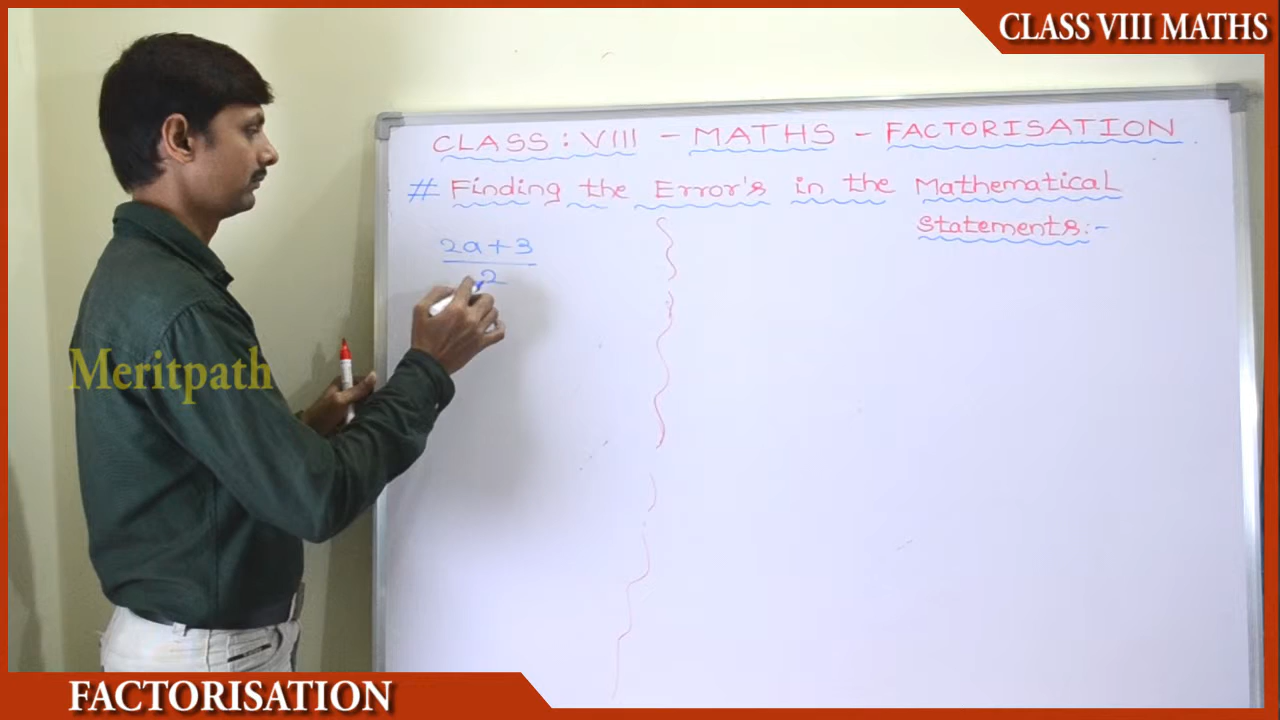 CLASS VIII MATHS
CLASS : VIII - MATHS - FACTORISATION
# Finding the Error's in the Mathematical
Statements:-
2a+3
2
Meritpath
FACTORISATION